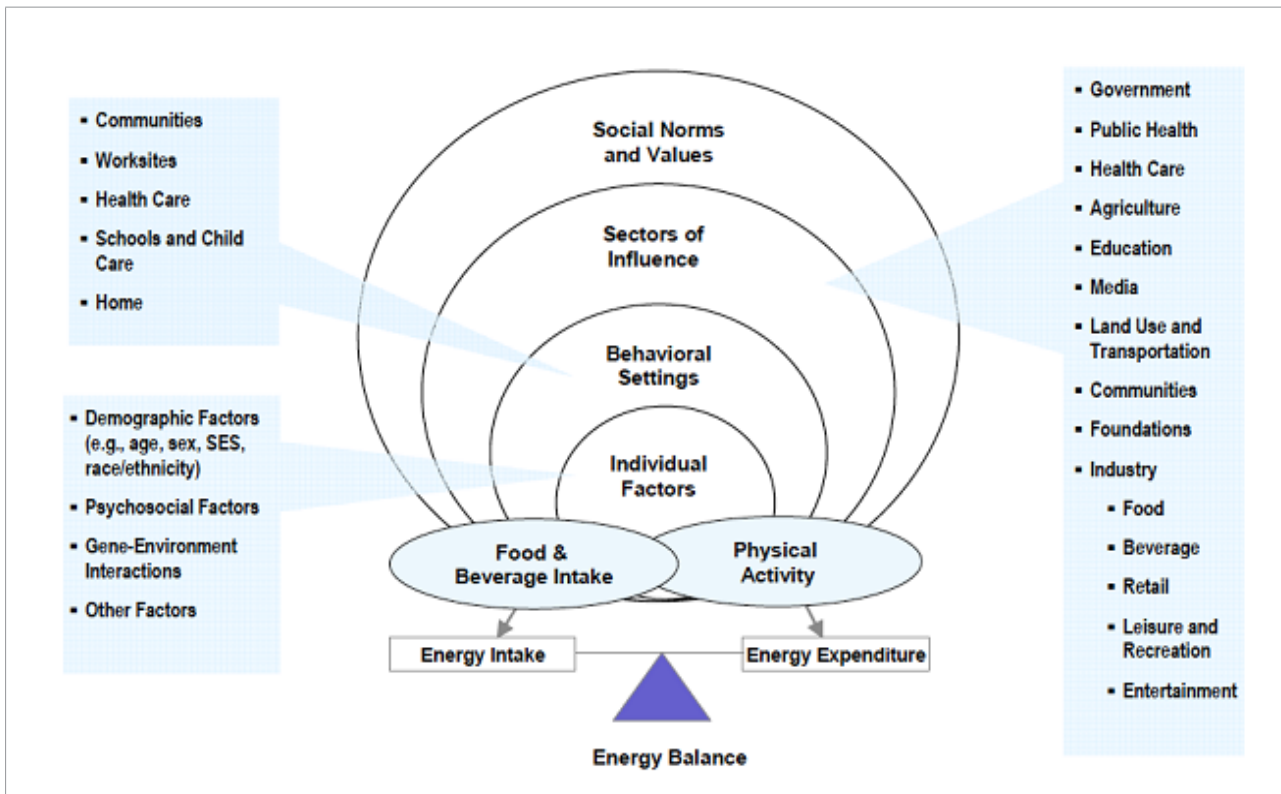 Social Norms
and Values
Sectors of
Influence
Behavioral
Settings
Individual
Factors
Food &
Beverage Intake
Physical
Activity
Energy Intake
Energy Expenditure
Energy Balance
▪ Communities
▪ Worksites
▪ Health Care
▪ Schools and Child
Care
▪ Home
▪ Demographic Factors
(e.g., age, sex, SES,
race/ethnicity)
▪ Psychosocial Factors
▪ Gene-Environment
Interactions
▪ Other Factors
▪ Government
▪ Public Health
▪ Health Care
▪ Agriculture
▪ Education
▪ Media
▪ Land Use and
Transportation
▪ Communities
▪ Foundations
▪ Industry
▪ Food
▪ Beverage
▪ Retail
▪ Leisure and
Recreation
▪ Entertainment